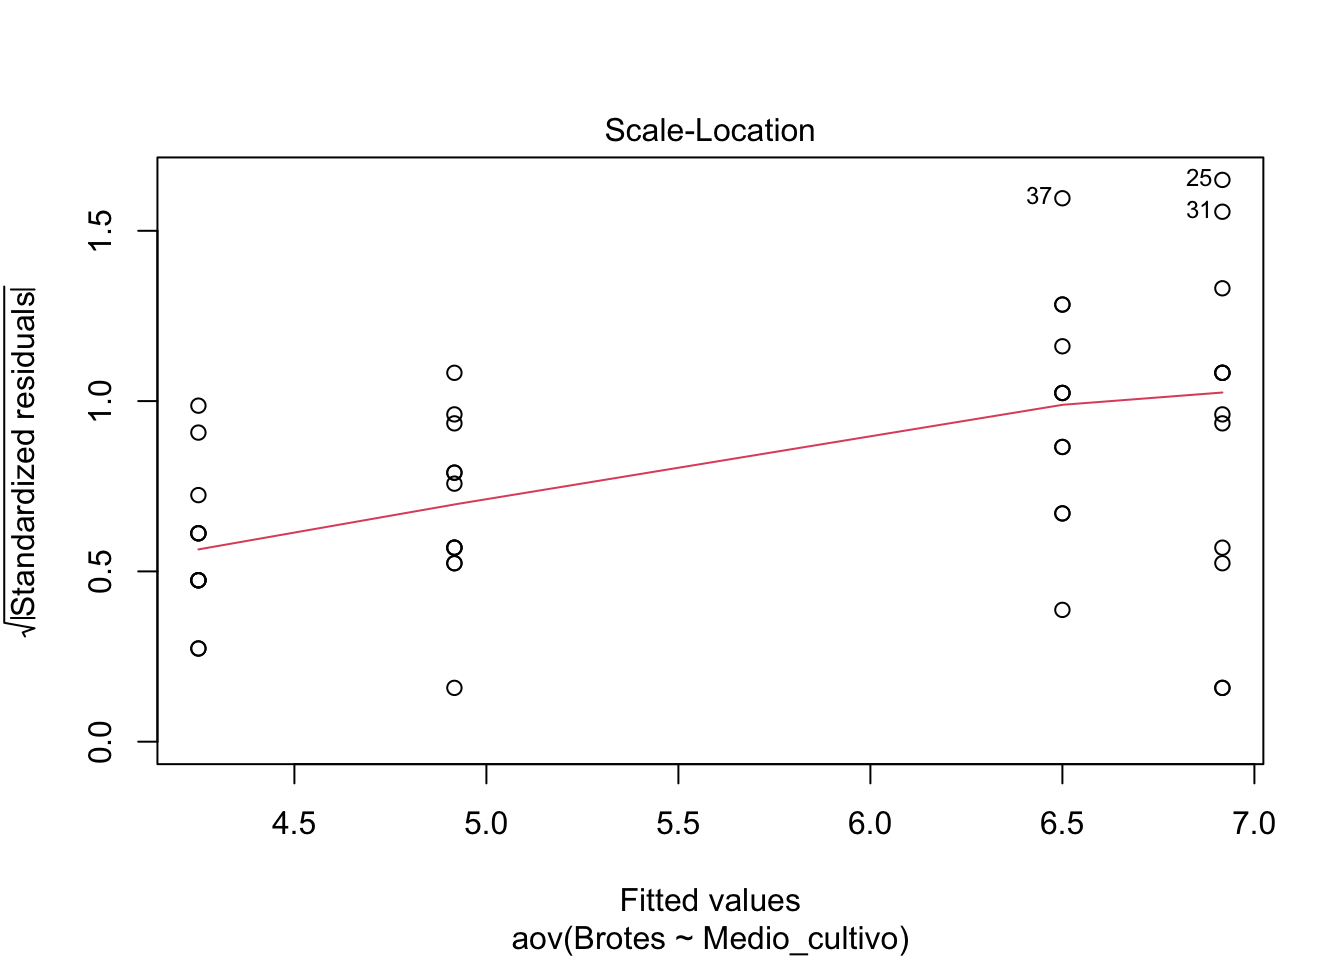 Scale-Location
37
25
31
1.5
1.0
0.5
0.0
√|Standardized residuals|
4.5 5.0 5.5 6.0 6.5 7.0
Fitted values
aov(Brotes ~ Medio_cultivo)